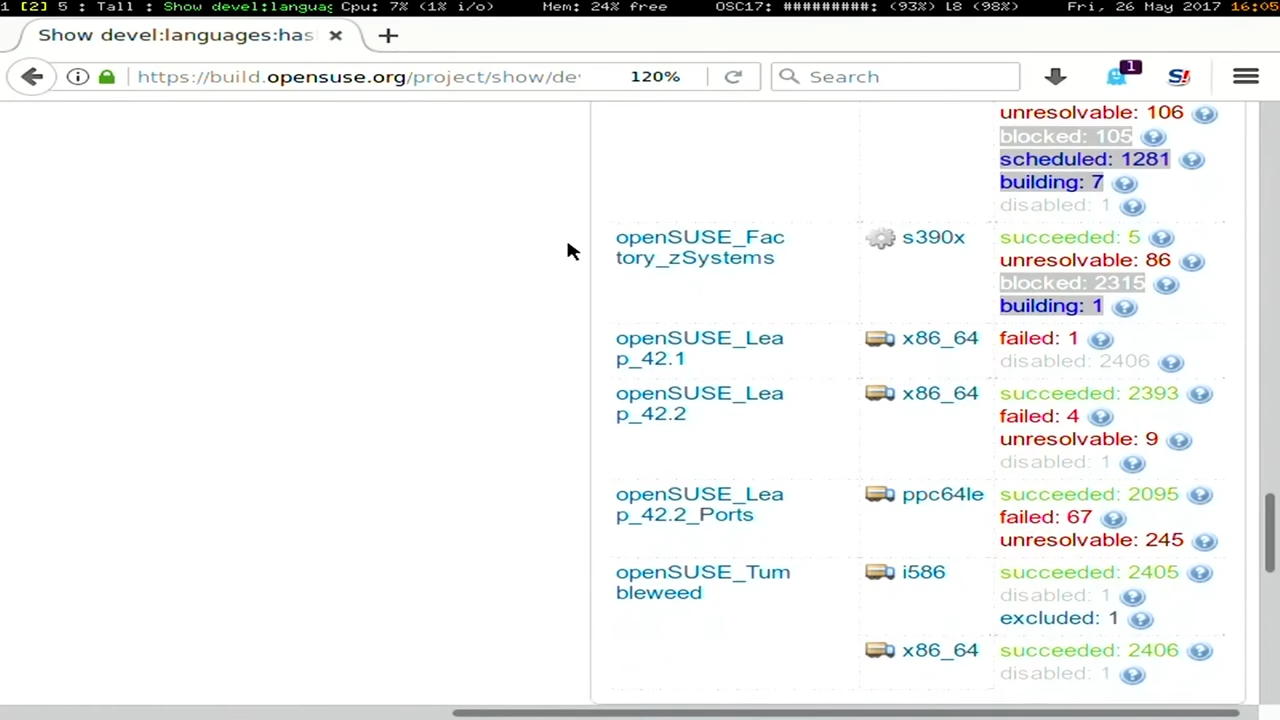 1 [2] 5 : Tall : Show devel:languag Cpu: 7% (1% i/o) Mem: 24% free OSC17: #########: (93%) L8 (98%) Fri, 26 May 2017 16:05
Show devel:languages:has
https://build.opensuse.org/project/show/de 120% Search 1 S!
unresolvable: 106
blocked: 105
scheduled: 1281
building: 7
disabled: 1
openSUSE_Fac s390x succeeded: 5
tory_zSystems unresolvable: 86
blocked: 2315
building: 1
openSUSE_Lea x86_64 failed: 1
p_42.1 disabled: 2406
openSUSE_Lea x86_64 succeeded: 2393
p_42.2 failed: 4
unresolvable: 9
disabled: 1
openSUSE_Lea ppc64le succeeded: 2095
p_42.2_Ports failed: 67
unresolvable: 245
openSUSE_Tum i586 succeeded: 2405
bleweed disabled: 1
excluded: 1
x86_64 succeeded: 2406
disabled: 1